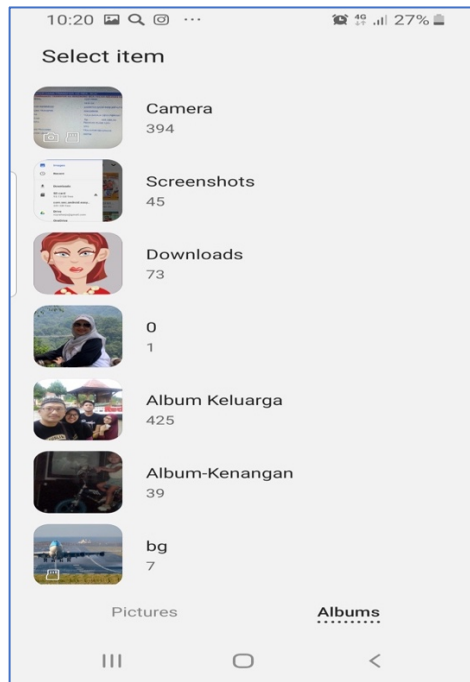 10:20 ... 4G 27%
Select item
Camera
394
Screenshots
45
Downloads
73
0
1
Album Keluarga
425
Album-Kenangan
39
bg
7
Pictures Albums